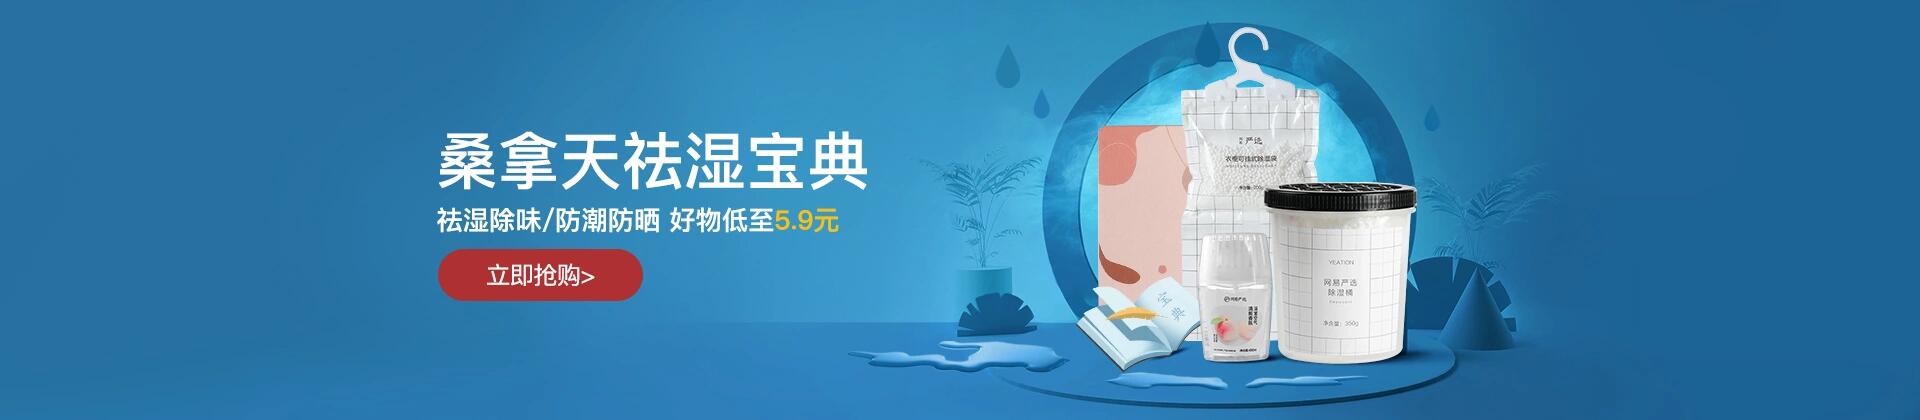 桑拿天祛湿宝典
祛湿除味/防潮防晒 好物低至5.9元
立即抢购>
严选
衣柜可挂式除湿袋
宝
典
网易严选
YEATION
网易严选
除湿桶
净含量：350g